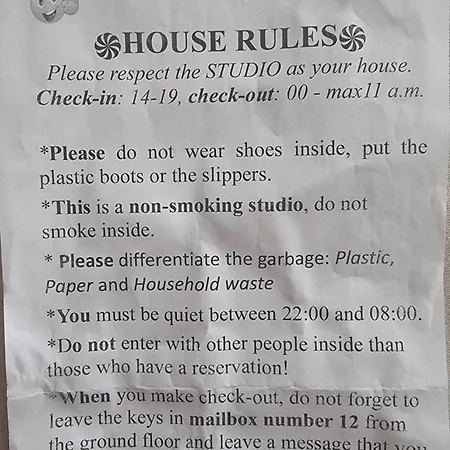 HOUSE RULES
Please respect the STUDIO as your house.
Check-in: 14-19, check-out: 00 - max11 a.m.
*Please do not wear shoes inside, put the
plastic boots or the slippers.
*This is a non-smoking studio, do not
smoke inside.
* Please differentiate the garbage: Plastic,
Paper and Household waste
*You must be quiet between 22:00 and 08:00.
*Do not enter with other people inside than
those who have a reservation!
*When you make check-out, do not forget to
leave the keys in mailbox number 12 from
the ground floor and leave a message that you